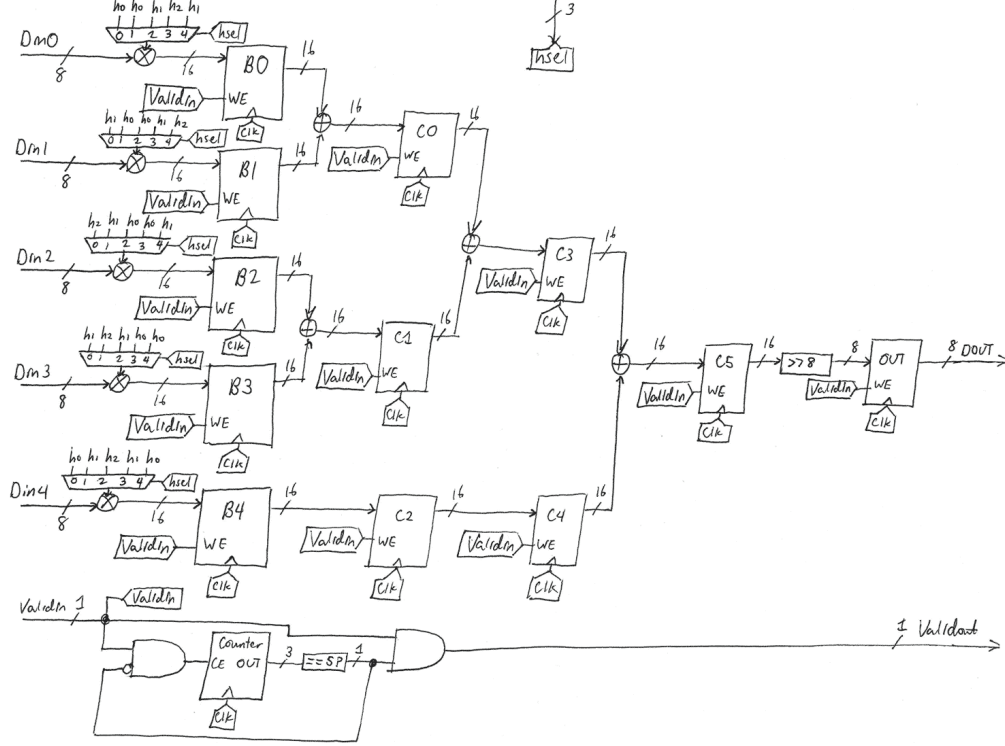 h0 h0 h1 h2 h1
0 1 2 3 4
hsel
3
hsel
Din0
8
16
B0
WE
Clk
ValidIn
16
16
C0
WE
Clk
ValidIn
16
h1 h0 h0 h1 h2
0 1 2 3 4
hsel
Din1
8
16
B1
WE
Clk
ValidIn
16
h2 h1 h0 h0 h1
0 1 2 3 4
hsel
Din2
8
16
B2
WE
Clk
ValidIn
16
16
C1
WE
Clk
ValidIn
16
C3
WE
Clk
ValidIn
16
h1 h2 h1 h0 h0
0 1 2 3 4
hsel
Din3
8
16
B3
WE
Clk
ValidIn
16
16
C5
WE
Clk
ValidIn
16
>>8
8
OUT
WE
Clk
ValidIn
8
DOUT
h0 h1 h2 h1 h0
0 1 2 3 4
hsel
Din4
8
16
B4
WE
Clk
ValidIn
16
C2
WE
Clk
ValidIn
16
C4
WE
Clk
ValidIn
16
ValidIn
1
ValidIn
Counter
CE OUT
Clk
3
==5?
1
1
Validout